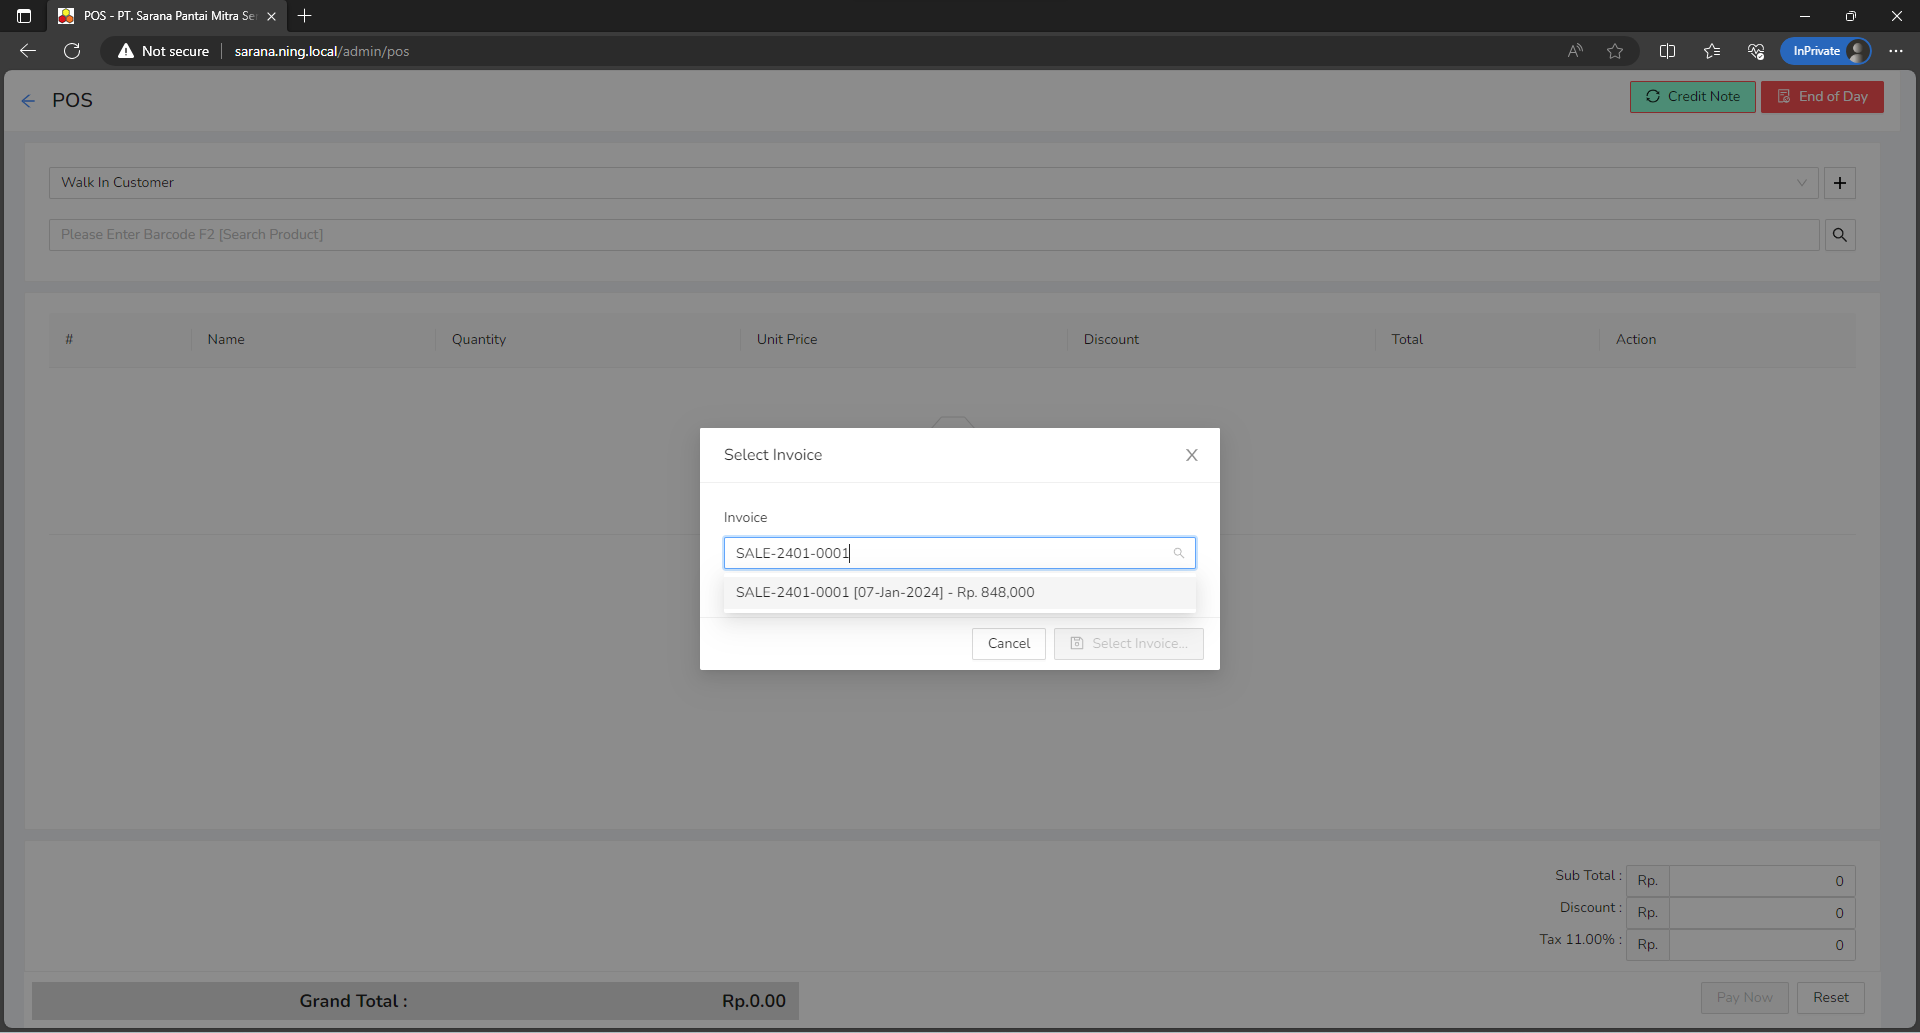 POS - PT. Sarana Pantai Mitra Se
Not secure
sarana.ning.local/admin/pos
InPrivate
POS
Credit Note
End of Day
Walk In Customer
Please Enter Barcode F2 [Search Product]
# Name Quantity Unit Price Discount Total Action
Select Invoice
Invoice
SALE-2401-0001
SALE-2401-0001 [07-Jan-2024] - Rp. 848,000
Cancel
Select Invoice...
Sub Total : Rp. 0
Discount : Rp. 0
Tax 11.00% : Rp. 0
Grand Total : Rp.0.00
Pay Now
Reset